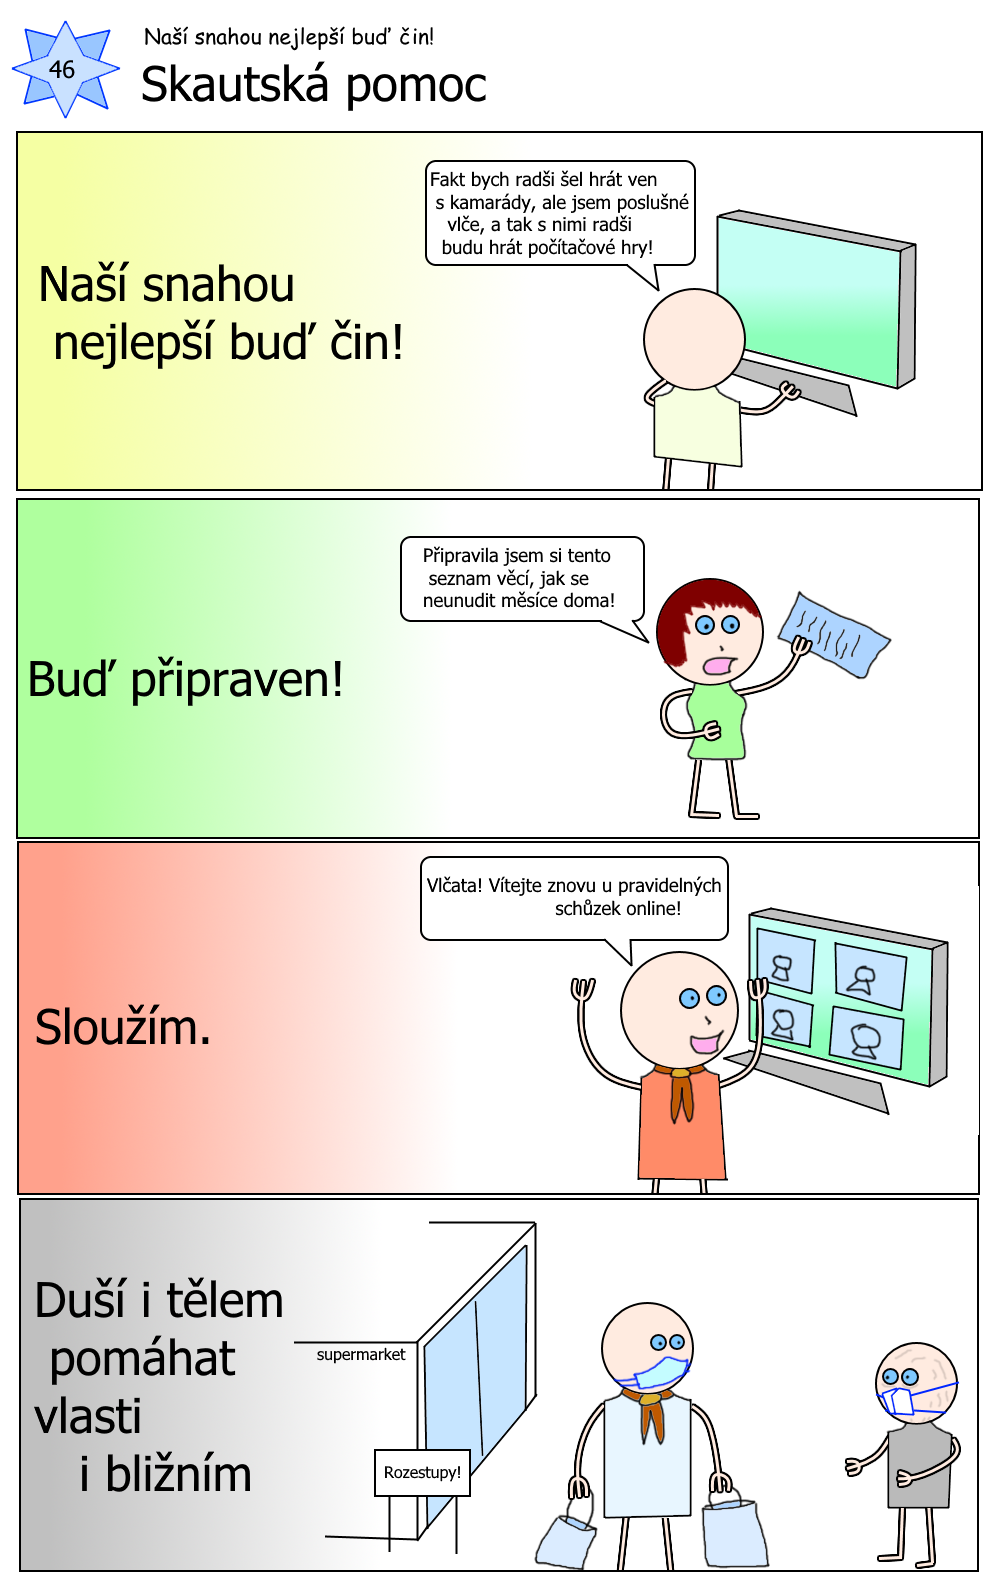 Naší snahou nejlepší buď čin!
46
Skautská pomoc
Fakt bych radši šel hrát ven
s kamarády, ale jsem poslušné
vlče, a tak s nimi radši
budu hrát počítačové hry!
Naší snahou
nejlepší buď čin!
Připravila jsem si tento
seznam věcí, jak se
neunudit měsíce doma!
Buď připraven!
Vlčata! Vítejte znovu u pravidelných
schůzek online!
Sloužím.
Duší i tělem
pomáhat
vlasti
i bližním
supermarket
Rozestupy!